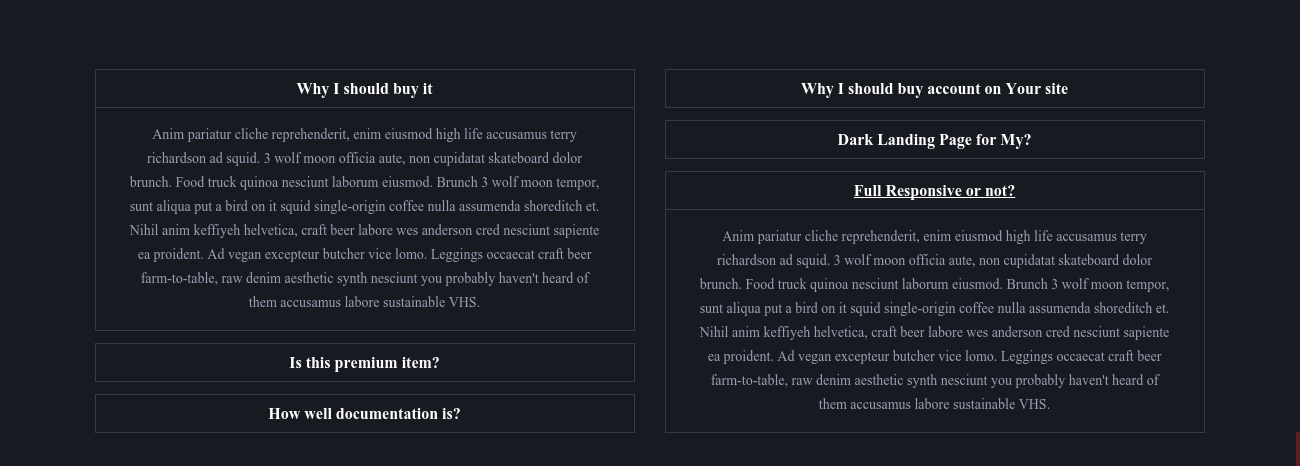 Why I should buy it
Anim pariatur cliche reprehenderit, enim eiusmod high life accusamus terry
richardson ad squid. 3 wolf moon officia aute, non cupidatat skateboard dolor
brunch. Food truck quinoa nesciunt laborum eiusmod. Brunch 3 wolf moon tempor,
sunt aliqua put a bird on it squid single-origin coffee nulla assumenda shoreditch et.
Nihil anim keffiyeh helvetica, craft beer labore wes anderson cred nesciunt sapiente
ea proident. Ad vegan excepteur butcher vice lomo. Leggings occaecat craft beer
farm-to-table, raw denim aesthetic synth nesciunt you probably haven't heard of
them accusamus labore sustainable VHS.
Is this premium item?
How well documentation is?
Why I should buy account on Your site
Dark Landing Page for My?
Full Responsive or not?
Anim pariatur cliche reprehenderit, enim eiusmod high life accusamus terry
richardson ad squid. 3 wolf moon officia aute, non cupidatat skateboard dolor
brunch. Food truck quinoa nesciunt laborum eiusmod. Brunch 3 wolf moon tempor,
sunt aliqua put a bird on it squid single-origin coffee nulla assumenda shoreditch et.
Nihil anim keffiyeh helvetica, craft beer labore wes anderson cred nesciunt sapiente
ea proident. Ad vegan excepteur butcher vice lomo. Leggings occaecat craft beer
farm-to-table, raw denim aesthetic synth nesciunt you probably haven't heard of
them accusamus labore sustainable VHS.